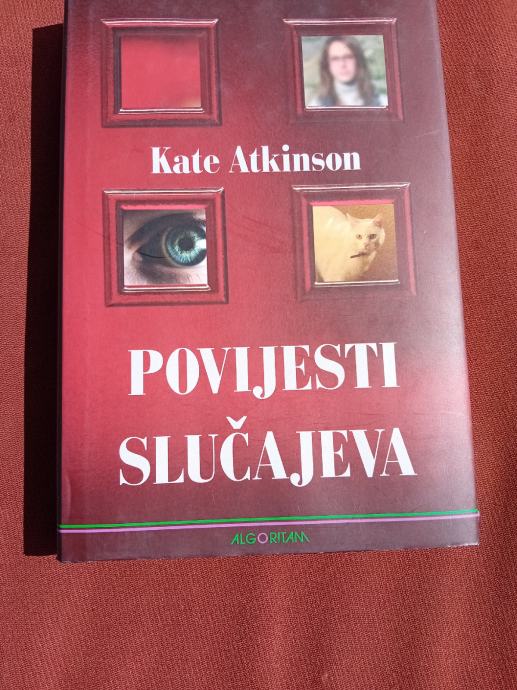 Kate Atkinson
POVIJESTI
SLUČAJEVA
ALGORITAM